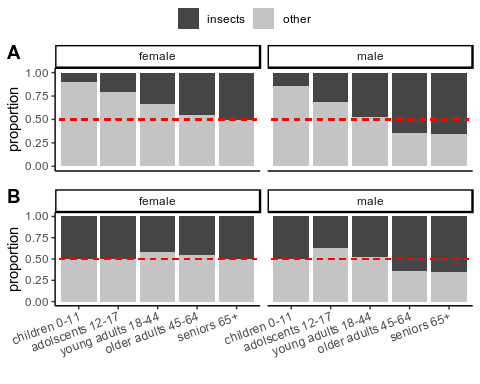 insects other
A
female male
proportion
1.00
0.75
0.50
0.25
0.00
B
female male
proportion
1.00
0.75
0.50
0.25
0.00
children 0-11 adolscents 12-17 young adults 18-44 older adults 45-64 seniors 65+ children 0-11 adolscents 12-17 young adults 18-44 older adults 45-64 seniors 65+